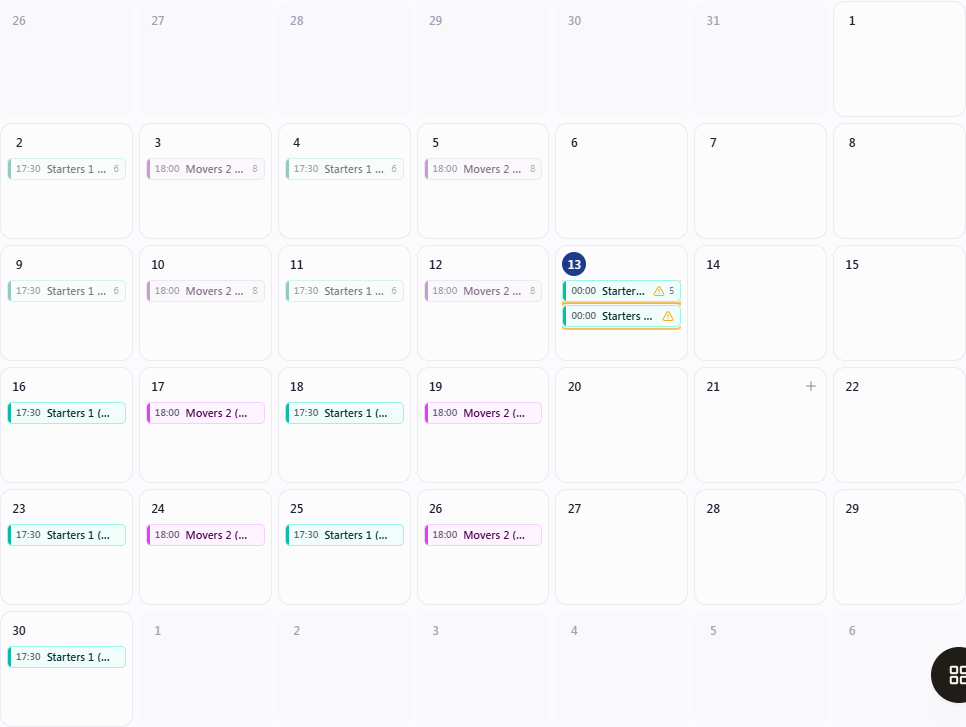 26 27 28 29 30 31 1
2 3 4 5 6 7 8
17:30 Starters 1 ... 6 18:00 Movers 2 ... 8 17:30 Starters 1 ... 6 18:00 Movers 2 ... 8
9 10 11 12 13 14 15
17:30 Starters 1 ... 6 18:00 Movers 2 ... 8 17:30 Starters 1 ... 6 18:00 Movers 2 ... 8 00:00 Starter... 5
00:00 Starters ...
16 17 18 19 20 21 + 22
17:30 Starters 1 (... 18:00 Movers 2 (... 17:30 Starters 1 (... 18:00 Movers 2 (...
23 24 25 26 27 28 29
17:30 Starters 1 (... 18:00 Movers 2 (... 17:30 Starters 1 (... 18:00 Movers 2 (...
30 1 2 3 4 5 6
17:30 Starters 1 (...